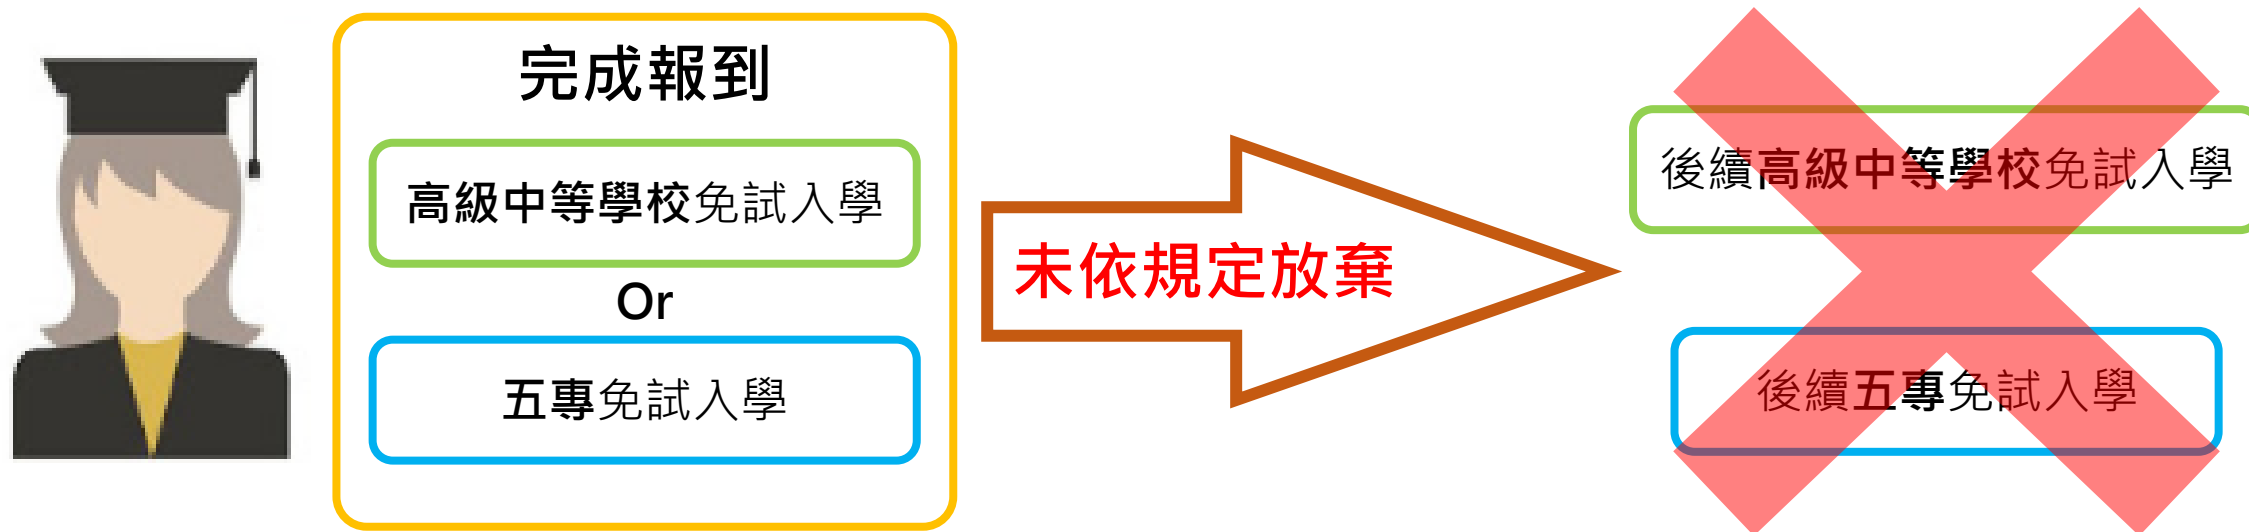 完成報到
高級中等學校免試入學
Or
五專免試入學
未依規定放棄
後續高級中等學校免試入學
後續五專免試入學